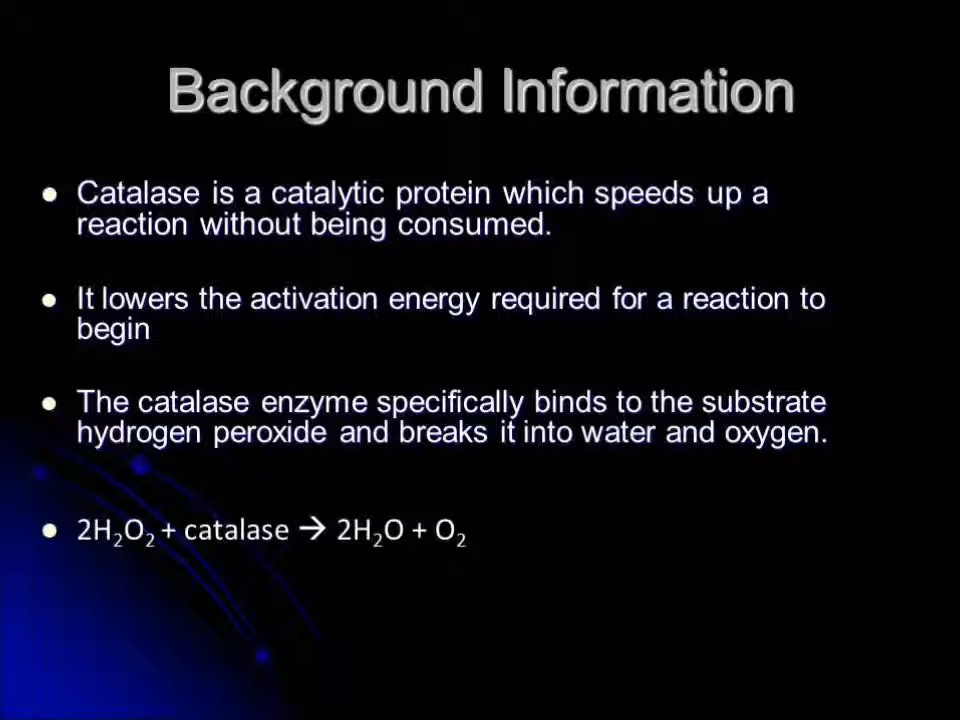 Background Information
• Catalase is a catalytic protein which speeds up a
reaction without being consumed.
• It lowers the activation energy required for a reaction to
begin
• The catalase enzyme specifically binds to the substrate
hydrogen peroxide and breaks it into water and oxygen.
• 2H₂O₂ + catalase → 2H₂O + O₂